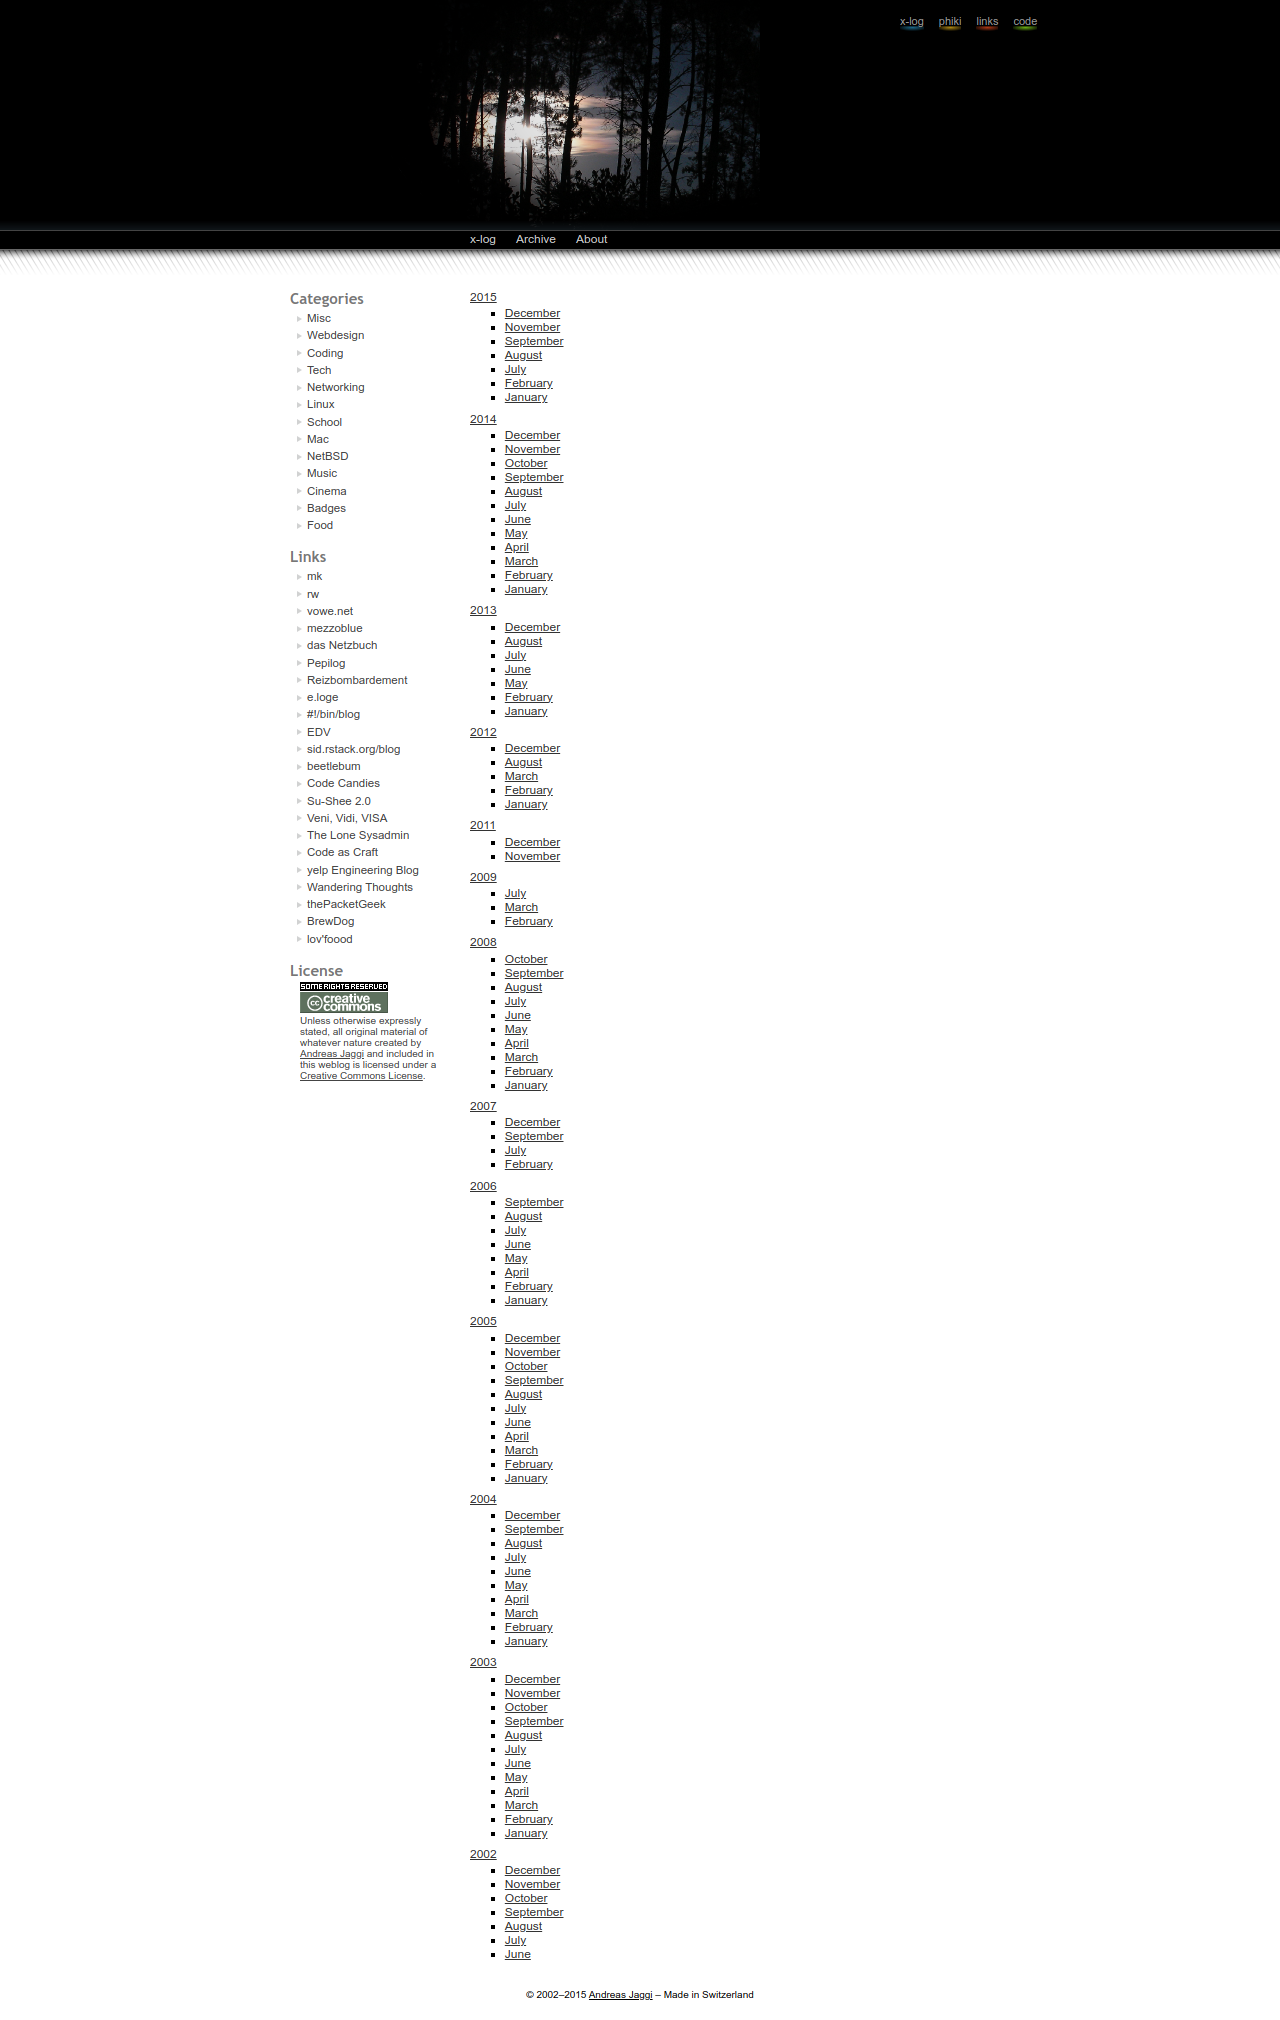 x-log phiki links code
x-log Archive About
Categories
Misc
Webdesign
Coding
Tech
Networking
Linux
School
Mac
NetBSD
Music
Cinema
Badges
Food
Links
mk
rw
vowe.net
mezzoblue
das Netzbuch
Pepilog
Reizbombardement
e.loge
#!/bin/blog
EDV
sid.rstack.org/blog
beetlebum
Code Candies
Su-Shee 2.0
Veni, Vidi, VISA
The Lone Sysadmin
Code as Craft
yelp Engineering Blog
Wandering Thoughts
thePacketGeek
BrewDog
lov'foood
License
SOME RIGHTS RESERVED
cc creative
commons
Unless otherwise expressly
stated, all original material of
whatever nature created by
Andreas Jaggi and included in
this weblog is licensed under a
Creative Commons License.
2015
December
November
September
August
July
February
January
2014
December
November
October
September
August
July
June
May
April
March
February
January
2013
December
August
July
June
May
February
January
2012
December
August
March
February
January
2011
December
November
2009
July
March
February
2008
October
September
August
July
June
May
April
March
February
January
2007
December
September
July
February
2006
September
August
July
June
May
April
February
January
2005
December
November
October
September
August
July
June
April
March
February
January
2004
December
September
August
July
June
May
April
March
February
January
2003
December
November
October
September
August
July
June
May
April
March
February
January
2002
December
November
October
September
August
July
June
© 2002–2015 Andreas Jaggi – Made in Switzerland